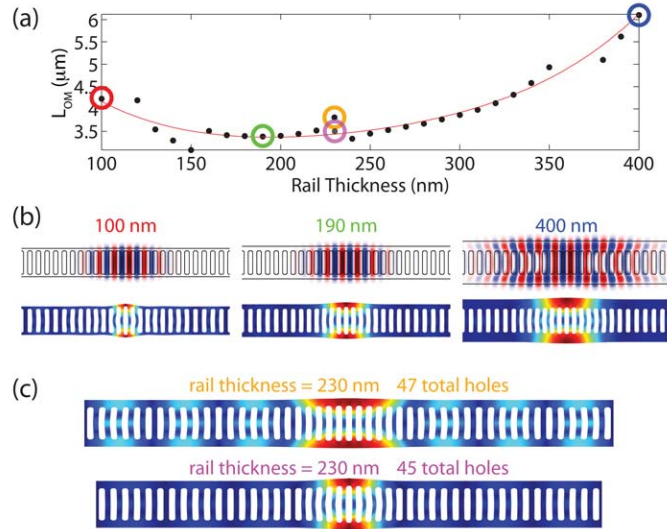 (a)
L_OM (μm)
6
5.5
5
4.5
4
3.5
100
150
200
250
300
350
400
Rail Thickness (nm)
(b)
100 nm
190 nm
400 nm
(c)
rail thickness = 230 nm 47 total holes
rail thickness = 230 nm 45 total holes